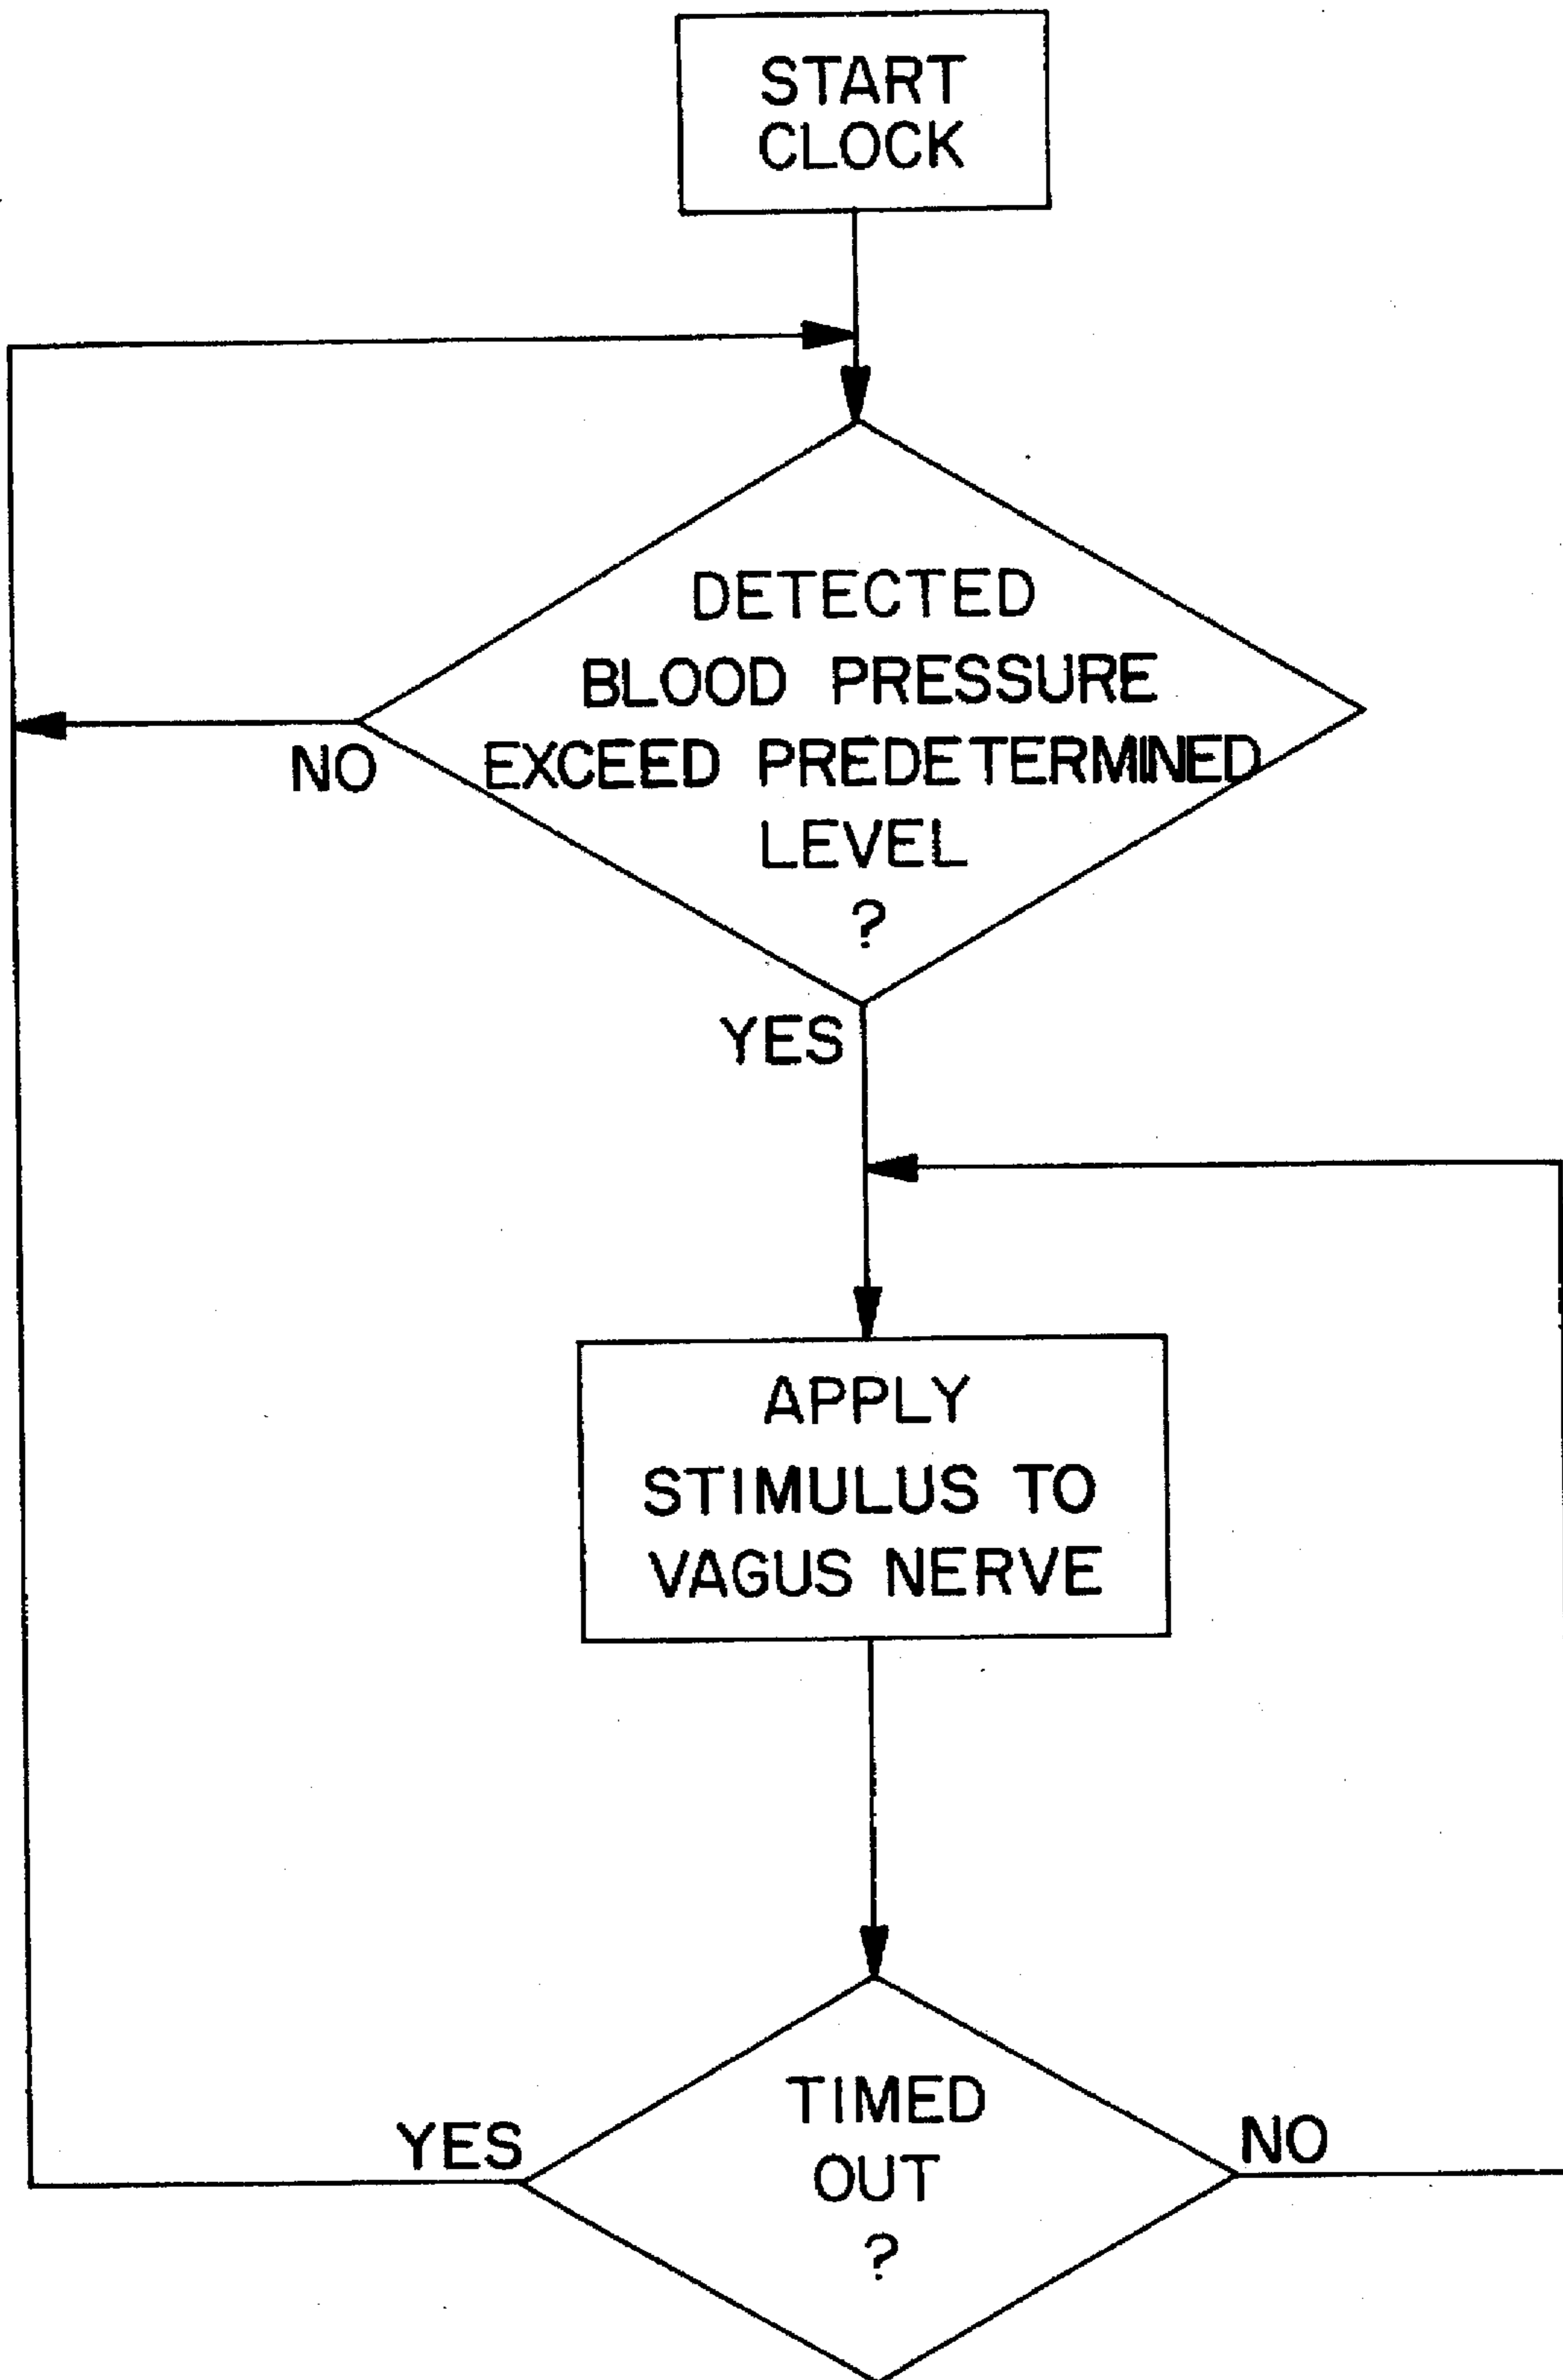 START
CLOCK
DETECTED
BLOOD PRESSURE
EXCEED PREDETERMINED
LEVEL
?
NO
YES
APPLY
STIMULUS TO
VAGUS NERVE
TIMED
OUT
?
YES
NO